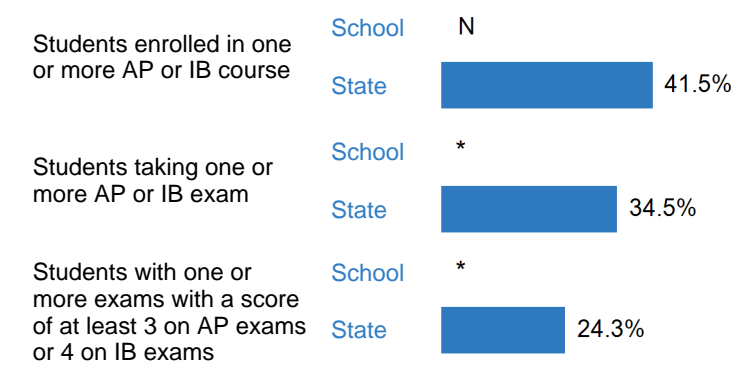 Students enrolled in one
or more AP or IB course
School N
State 41.5%
Students taking one or
more AP or IB exam
School *
State 34.5%
Students with one or
more exams with a score
of at least 3 on AP exams
or 4 on IB exams
School *
State 24.3%